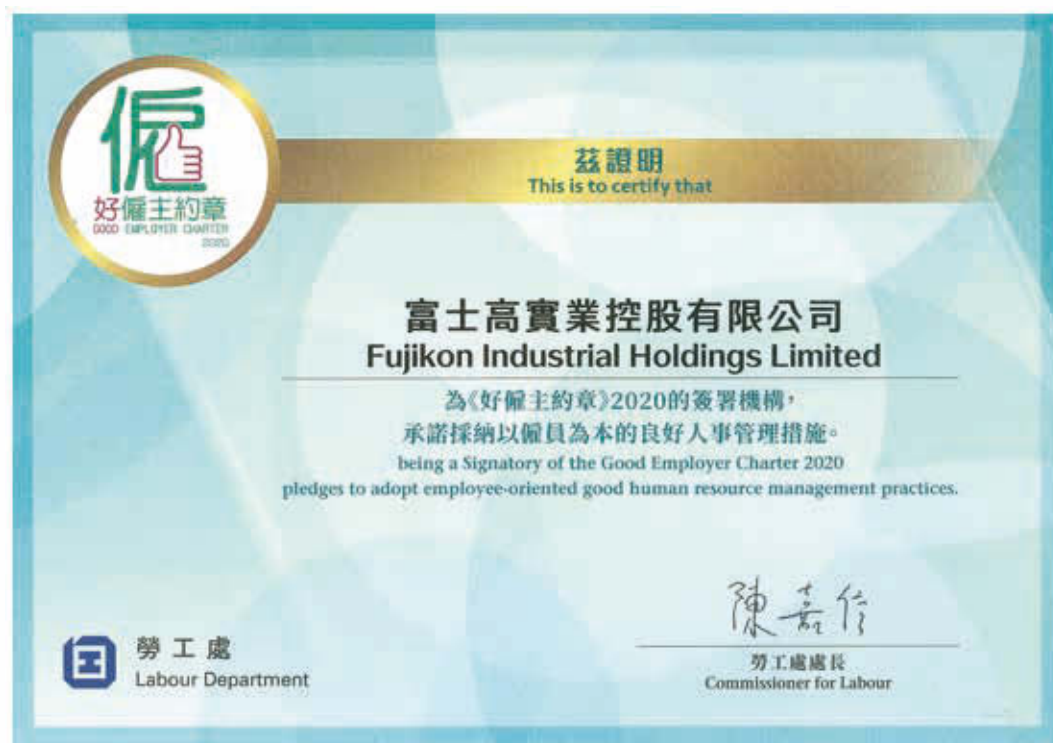 好僱主約章
GOOD EMPLOYER CHARTER
2020
茲證明
This is to certify that
富士高實業控股有限公司
Fujikon Industrial Holdings Limited
為《好僱主約章》2020的簽署機構，
承諾採納以僱員為本的良好人事管理措施。
being a Signatory of the Good Employer Charter 2020
pledges to adopt employee-oriented good human resource management practices.
陳嘉信
勞工處
Labour Department
勞工處處長
Commissioner for Labour